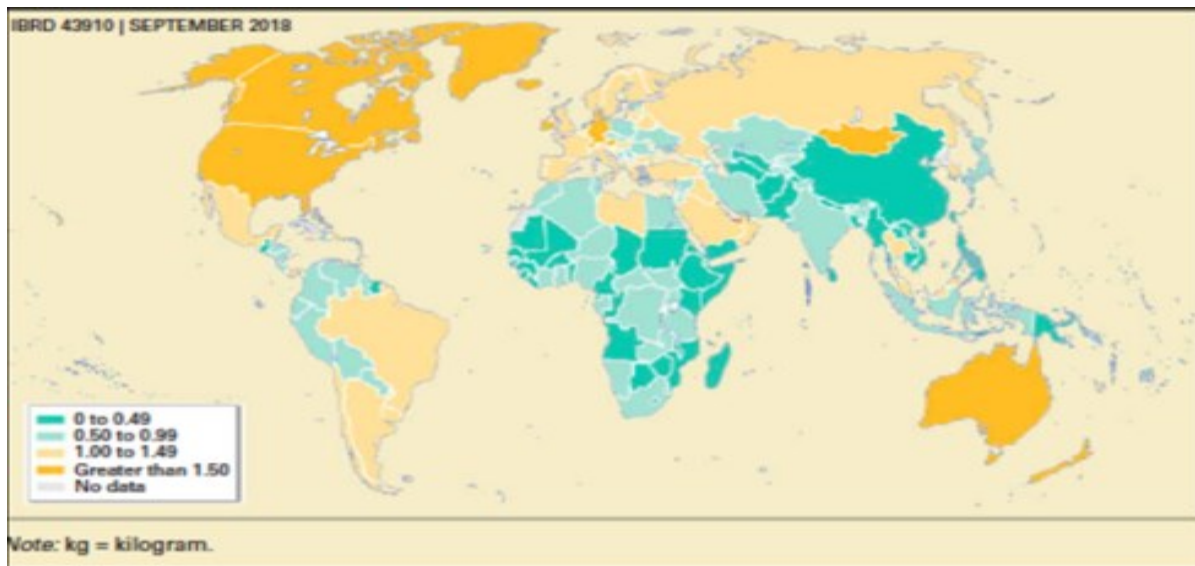 IBRD 43910 | SEPTEMBER 2018
0 to 0.49
0.50 to 0.99
1.00 to 1.49
Greater than 1.50
No data
Note: kg = kilogram.